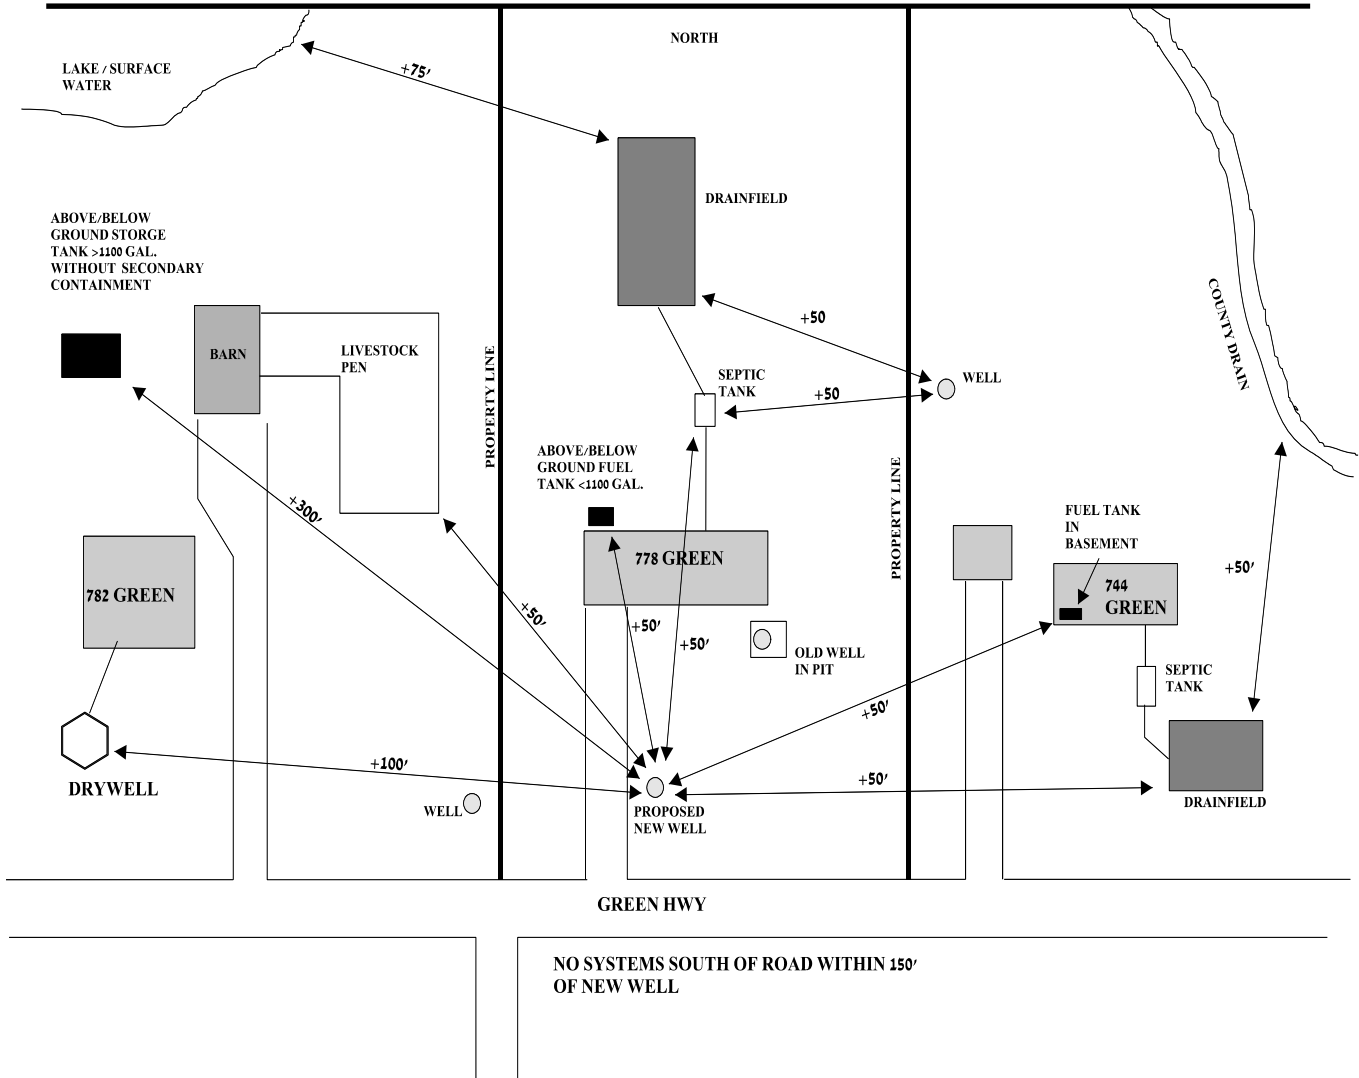 NORTH
LAKE / SURFACE
WATER
+75'
DRAINFIELD
ABOVE/BELOW
GROUND STORGE
TANK >1100 GAL.
WITHOUT SECONDARY
CONTAINMENT
BARN
LIVESTOCK
PEN
PROPERTY LINE
+50
SEPTIC
TANK
+50
WELL
COUNTY DRAIN
ABOVE/BELOW
GROUND FUEL
TANK <1100 GAL.
PROPERTY LINE
+300'
FUEL TANK
IN
BASEMENT
778 GREEN
782 GREEN
744
GREEN
+50'
+50'
+50'
+50'
OLD WELL
IN PIT
SEPTIC
TANK
+50'
DRYWELL
+100'
WELL
PROPOSED
NEW WELL
+50'
DRAINFIELD
GREEN HWY
NO SYSTEMS SOUTH OF ROAD WITHIN 150'
OF NEW WELL